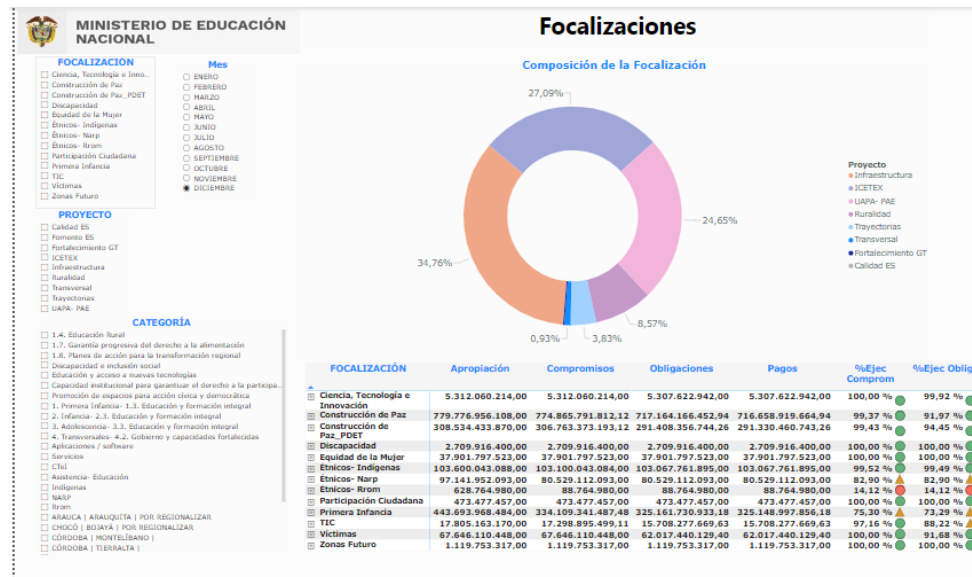 MINISTERIO DE EDUCACIÓN
NACIONAL
Focalizaciones
FOCALIZACIÓN
Ciencia, Tecnología e Inno...
Construcción de Paz
Construcción de Paz_PDET
Discapacidad
Equidad de la Mujer
Étnicos- Indígenas
Étnicos- Narp
Étnicos- Rrom
Participación Ciudadana
Primera Infancia
TIC
Víctimas
Zonas Futuro
Mes
ENERO
FEBRERO
MARZO
ABRIL
MAYO
JUNIO
JULIO
AGOSTO
SEPTIEMBRE
OCTUBRE
NOVIEMBRE
DICIEMBRE
PROYECTO
Calidad ES
Fomento ES
Fortalecimiento GT
ICETEX
Infraestructura
Ruralidad
Transversal
Trayectorias
UAPA- PAE
CATEGORÍA
1.4. Educación Rural
1.7. Garantía progresiva del derecho a la alimentación
1.8. Planes de acción para la transformación regional
Discapacidad e inclusión social
Educación y acceso a nuevas tecnologías
Capacidad institucional para garantizar el derecho a la participa...
Promoción de espacios para acción cívica y democrática
1. Primera Infancia- 1.3. Educación y formación integral
2. Infancia- 2.3. Educación y formación integral
3. Adolescencia- 3.3. Educación y formación integral
4. Transversales- 4.2. Gobierno y capacidades fortalecidas
Aplicaciones / software
Servicios
CTeI
Asistencia- Educación
Indígenas
NARP
Rrom
ARAUCA | ARAUQUITA | POR REGIONALIZAR
CHOCÓ | BOJAYÁ | POR REGIONALIZAR
CÓRDOBA | MONTELÍBANO |
CÓRDOBA | TIERRALTA |
Composición de la Focalización
27,09%
24,65%
34,76%
8,57%
0,93%
3,83%
Proyecto
Infraestructura
ICETEX
UAPA- PAE
Ruralidad
Trayectorias
Transversal
Fortalecimiento GT
Calidad ES
FOCALIZACIÓN Apropiación Compromisos Obligaciones Pagos %Ejec %Ejec Oblig
Comprom
Ciencia, Tecnología e 5.312.060.214,00 5.312.060.214,00 5.307.622.942,00 5.307.622.942,00 100,00 % 99,92 %
Innovación
Construcción de Paz 779.776.956.108,00 774.865.791.812,12 717.164.166.452,94 716.658.919.664,94 99,37 % 91,97 %
Construcción de 308.534.433.870,00 306.763.373.193,12 291.408.356.744,26 291.330.460.743,26 99,43 % 94,45 %
Paz_PDET
Discapacidad 2.709.916.400,00 2.709.916.400,00 2.709.916.400,00 2.709.916.400,00 100,00 % 100,00 %
Equidad de la Mujer 37.901.797.523,00 37.901.797.523,00 37.901.797.523,00 37.901.797.523,00 100,00 % 100,00 %
Étnicos- Indígenas 103.600.043.088,00 103.100.043.084,00 103.067.761.895,00 103.067.761.895,00 99,52 % 99,49 %
Étnicos- Narp 97.141.952.093,00 80.529.112.093,00 80.529.112.093,00 80.529.112.093,00 82,90 % 82,90 %
Étnicos- Rrom 628.764.980,00 88.764.980,00 88.764.980,00 88.764.980,00 14,12 % 14,12 %
Participación Ciudadana 473.477.457,00 473.477.457,00 473.477.457,00 473.477.457,00 100,00 % 100,00 %
Primera Infancia 443.693.968.484,00 334.109.341.487,48 325.161.730.933,18 325.148.997.856,18 75,30 % 73,29 %
TIC 17.805.163.170,00 17.298.895.499,11 15.708.277.669,63 15.708.277.669,63 97,16 % 88,22 %
Víctimas 67.646.110.448,00 67.646.110.448,00 62.017.440.129,40 62.017.440.129,40 100,00 % 91,68 %
Zonas Futuro 1.119.753.317,00 1.119.753.317,00 1.119.753.317,00 1.119.753.317,00 100,00 % 100,00 %